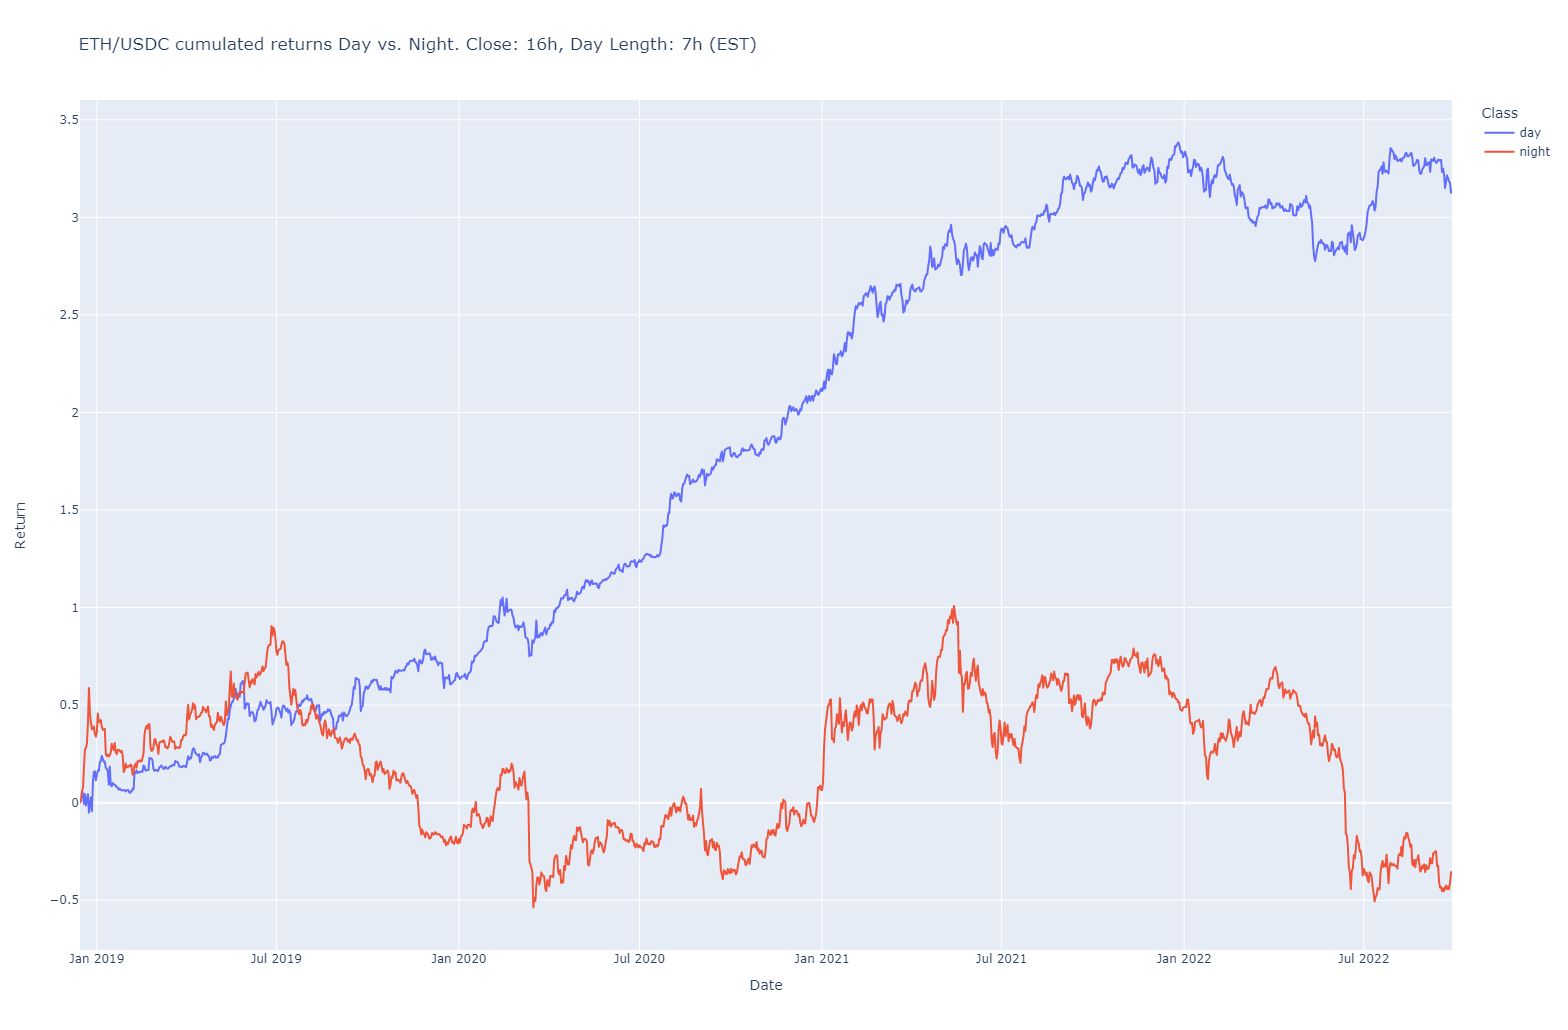 ETH/USDC cumulated returns Day vs. Night. Close: 16h, Day Length: 7h (EST)
Class
day
night
3.5
3
2.5
2
1.5
1
0.5
0
−0.5
Return
Jan 2019 Jul 2019 Jan 2020 Jul 2020 Jan 2021 Jul 2021 Jan 2022 Jul 2022
Date